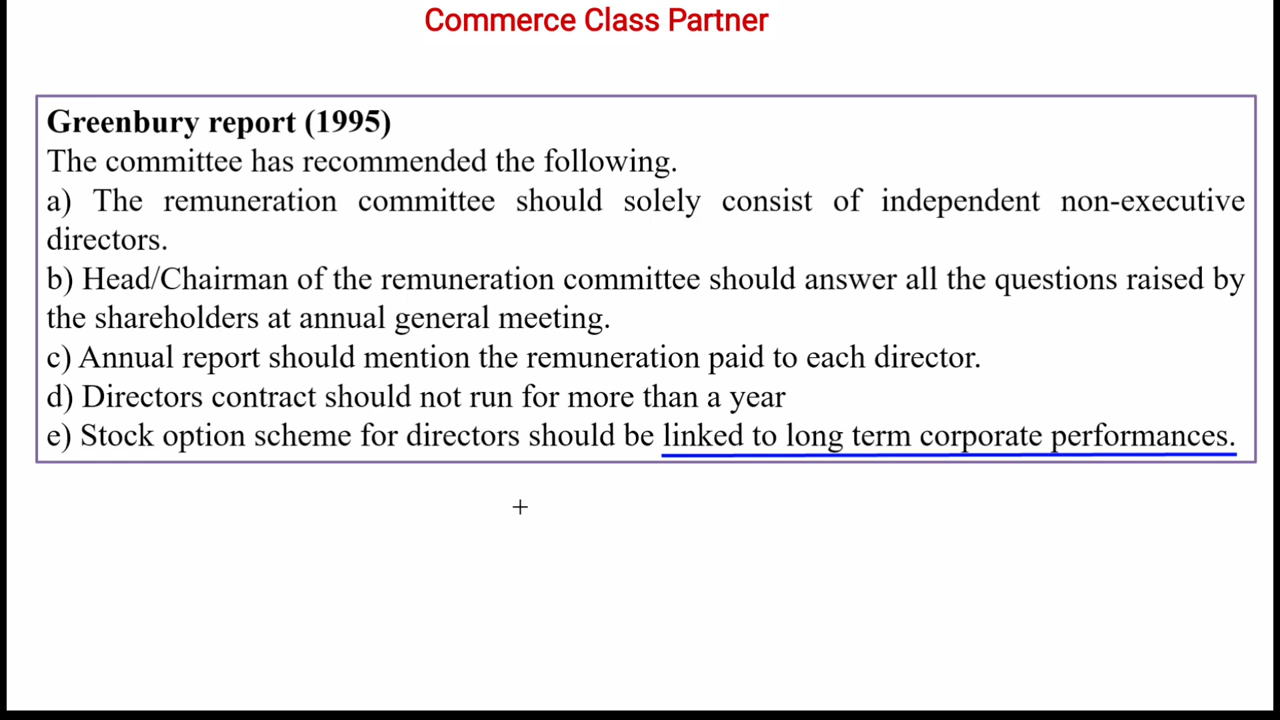 Commerce Class Partner
Greenbury report (1995)
The committee has recommended the following.
a) The remuneration committee should solely consist of independent non-executive
directors.
b) Head/Chairman of the remuneration committee should answer all the questions raised by
the shareholders at annual general meeting.
c) Annual report should mention the remuneration paid to each director.
d) Directors contract should not run for more than a year
e) Stock option scheme for directors should be linked to long term corporate performances.